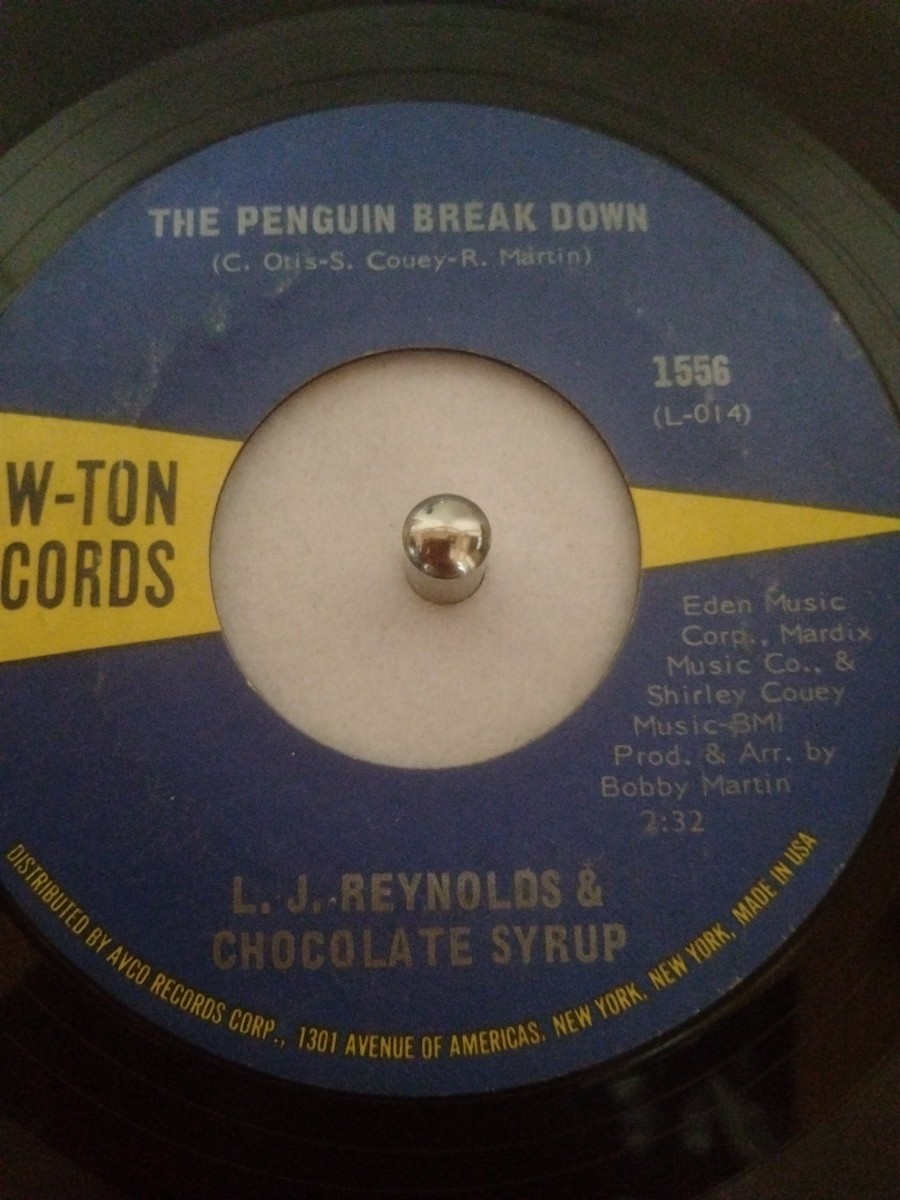 THE PENGUIN BREAK DOWN
(C. Otis-S. Couey-R. Martin)
1556
(L-014)
W-TON
CORDS
Eden Music
Corp., Mardix
Music Co., &
Shirley Couey
Music-BMI
Prod. & Arr. by
Bobby Martin
2:32
L. J. REYNOLDS &
CHOCOLATE SYRUP
DISTRIBUTED BY AVCO RECORDS CORP., 1301 AVENUE OF AMERICAS, NEW YORK, NEW YORK, MADE IN USA